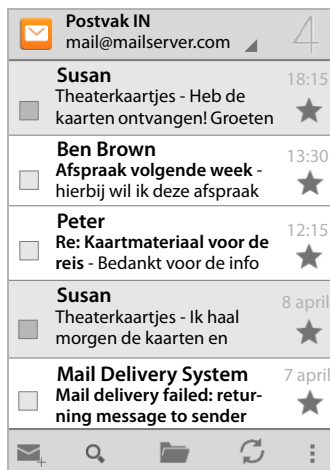 Postvak IN
mail@mailserver.com
4
Susan
18:15
Theaterkaartjes - Heb de
kaarten ontvangen! Groeten
Ben Brown
13:30
Afspraak volgende week -
hierbij wil ik deze afspraak
Peter
12:15
Re: Kaartmateriaal voor de
reis - Bedankt voor de info
Susan
8 april
Theaterkaartjes - Ik haal
morgen de kaarten en
Mail Delivery System
7 april
Mail delivery failed: retur-
ning message to sender